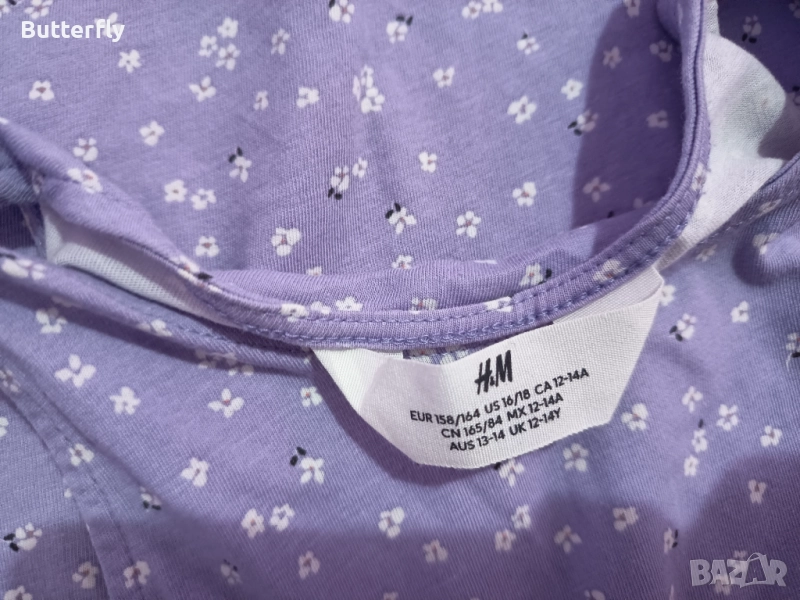 Butterfly
H&M
EUR 158/164 US 16/18 CA 12-14A
CN 165/84 MX 12-14A
AUS 13-14 UK 12-14Y
BAZAR